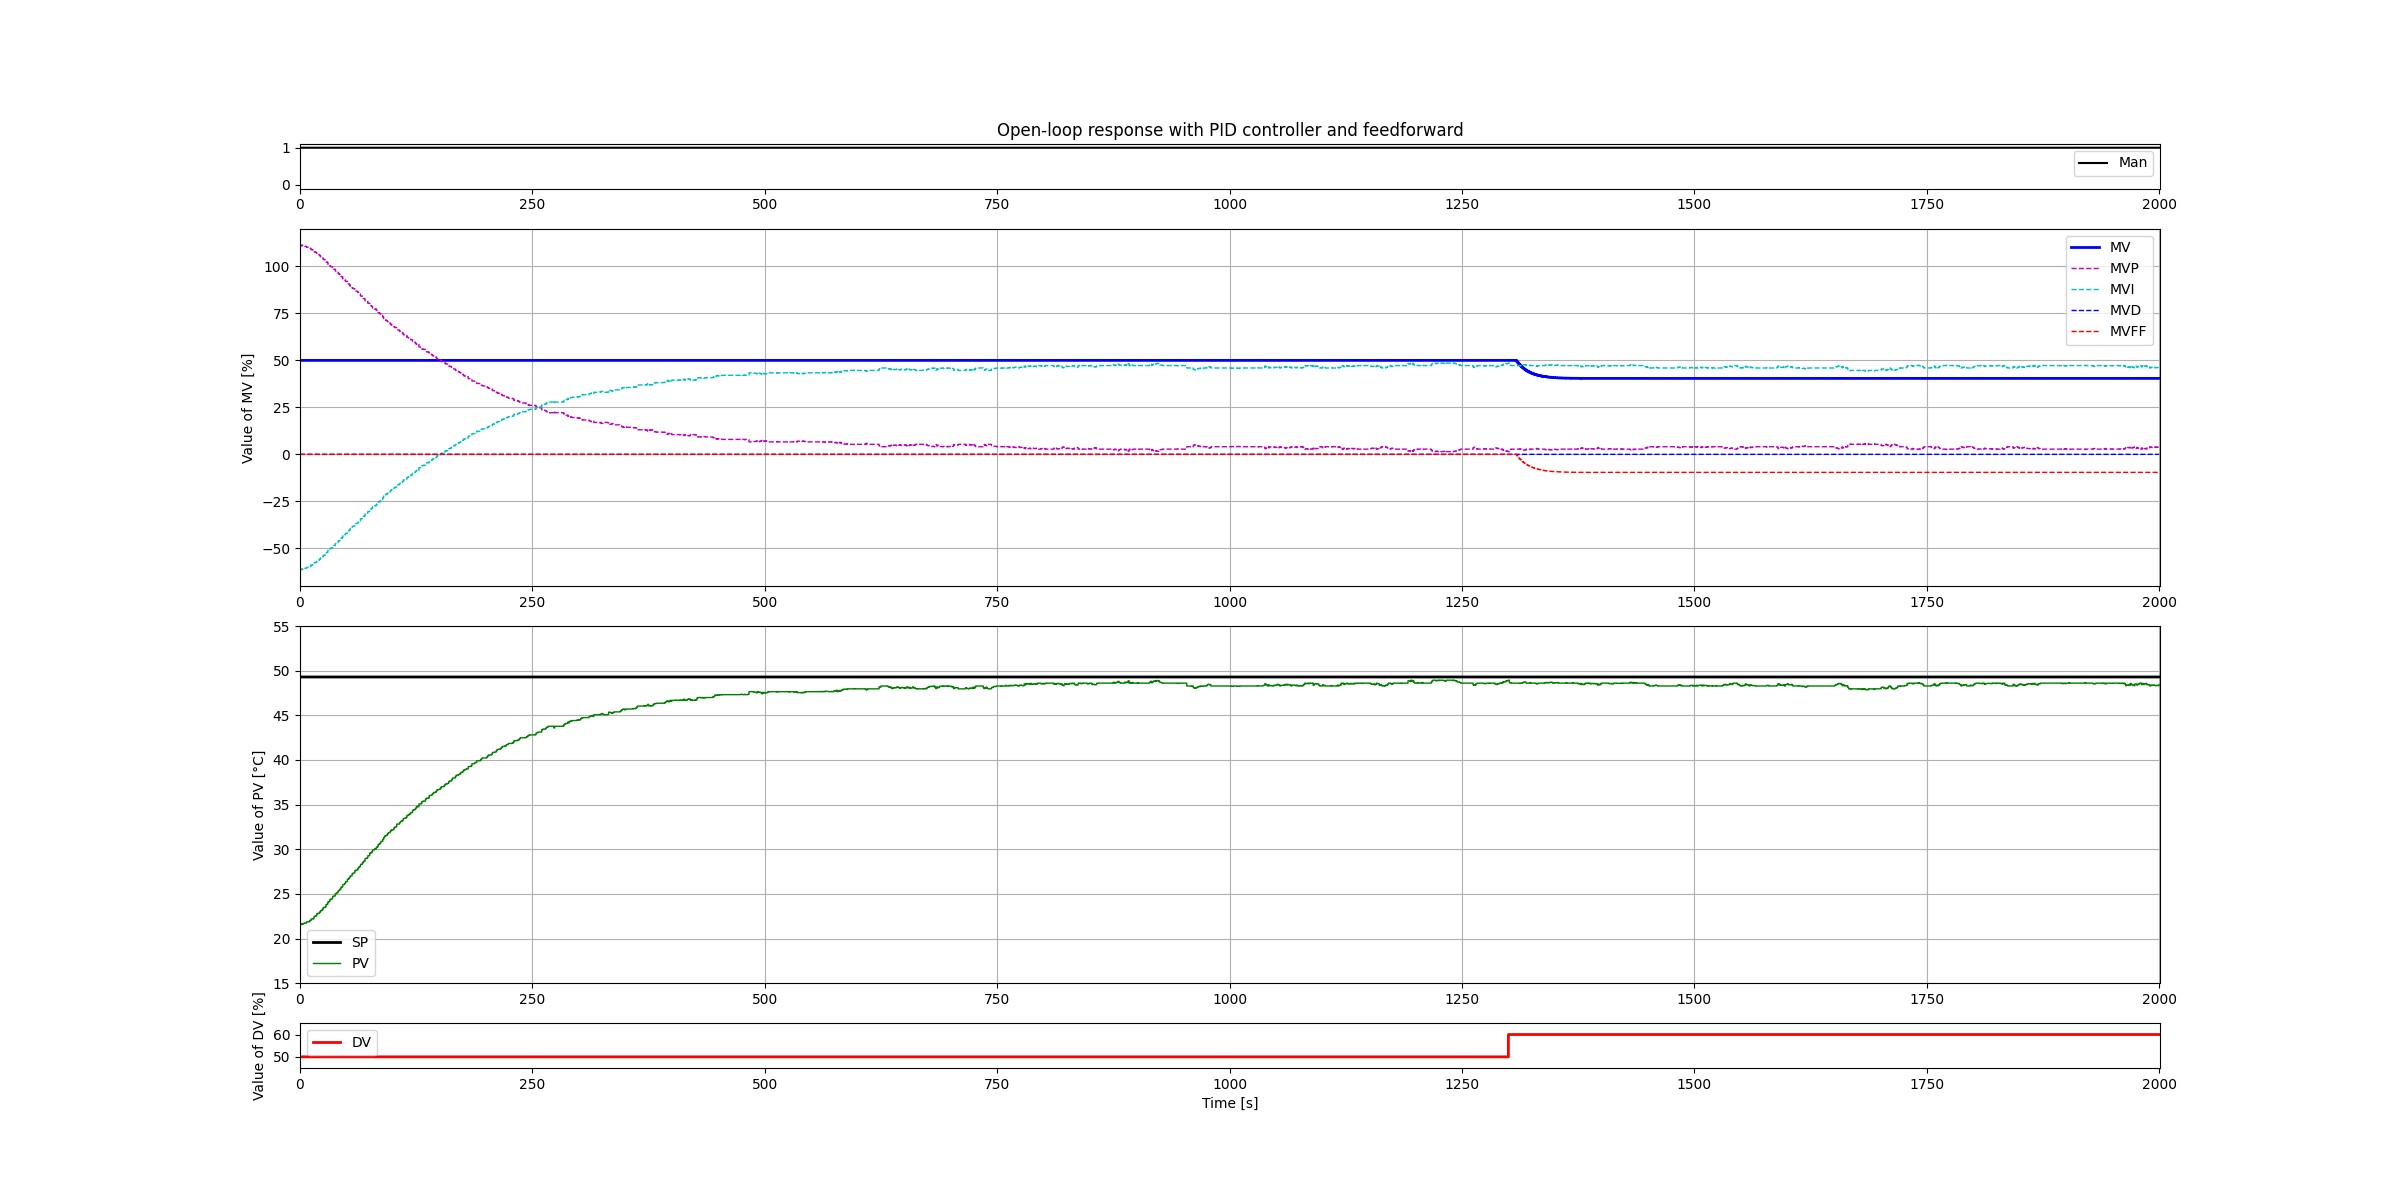 Open-loop response with PID controller and feedforward
1
0
Man
0 250 500 750 1000 1250 1500 1750 2000
Value of MV [%]
100
75
50
25
0
−25
−50
MV
MVP
MVI
MVD
MVFF
0 250 500 750 1000 1250 1500 1750 2000
Value of PV [°C]
55
50
45
40
35
30
25
20
15
SP
PV
0 250 500 750 1000 1250 1500 1750 2000
Value of DV [%]
60
50
DV
0 250 500 750 1000 1250 1500 1750 2000
Time [s]